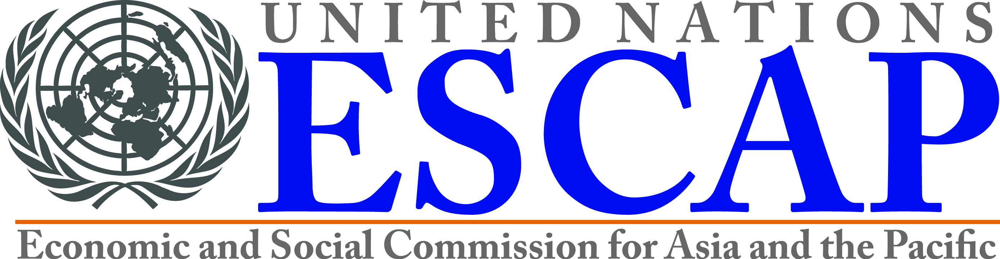 UNITED NATIONS
ESCAP
Economic and Social Commission for Asia and the Pacific